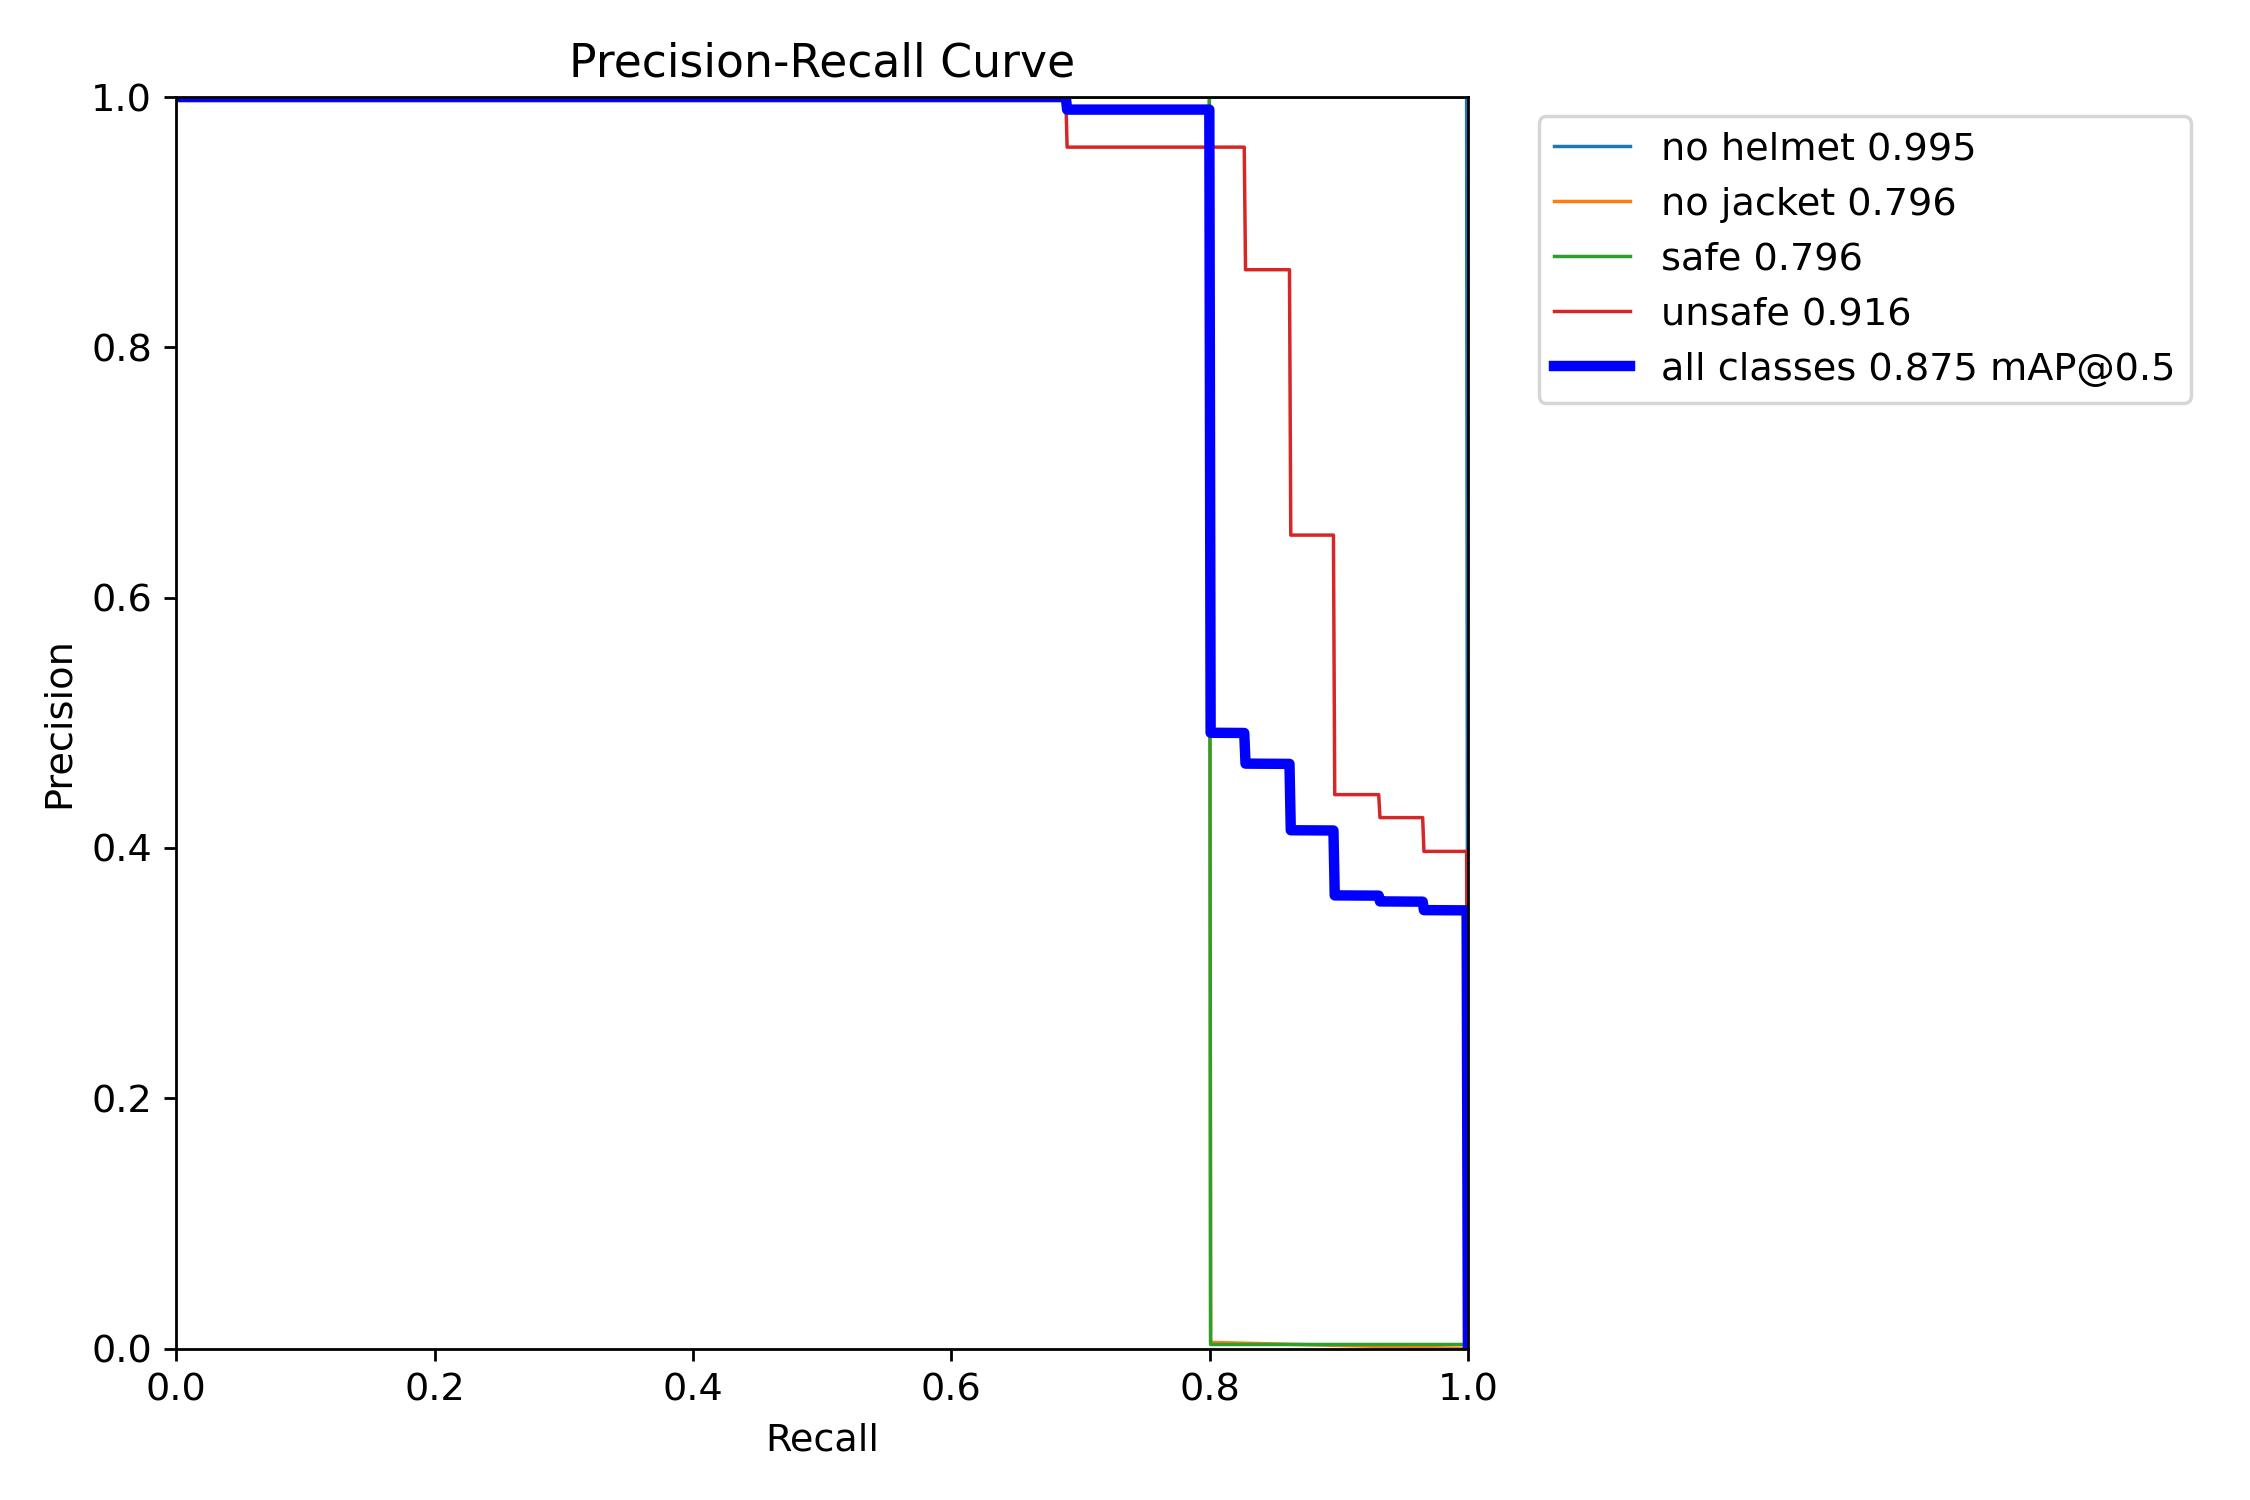 Precision-Recall Curve
1.0
0.8
0.6
0.4
0.2
0.0
Precision
0.0 0.2 0.4 0.6 0.8 1.0
Recall
no helmet 0.995
no jacket 0.796
safe 0.796
unsafe 0.916
all classes 0.875 mAP@0.5